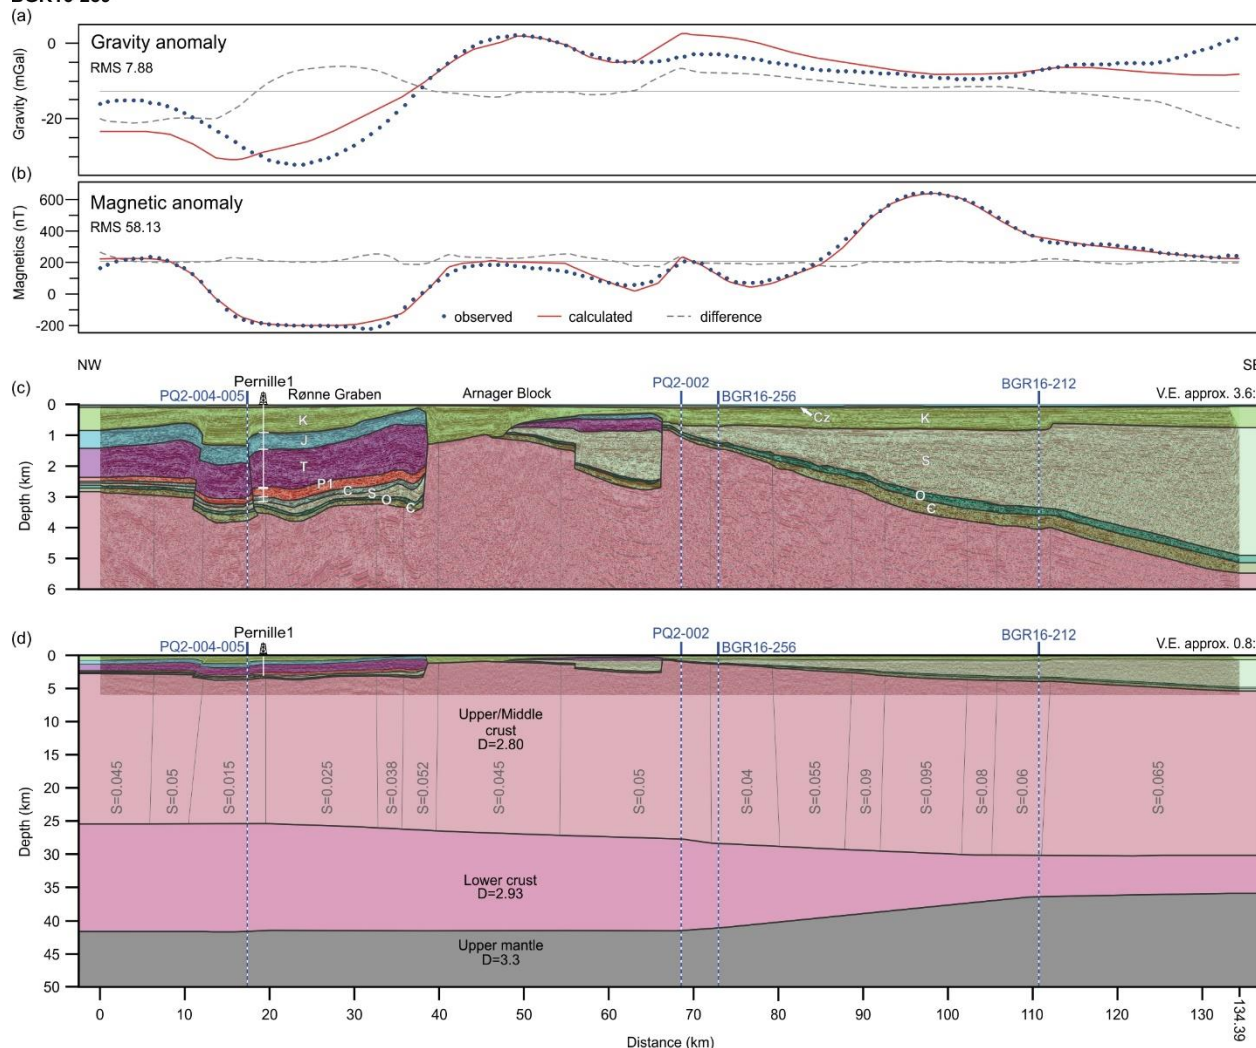 (a)
Gravity anomaly
RMS 7.88
Gravity (mGal)
0
-20
(b)
Magnetic anomaly
RMS 58.13
Magnetics (nT)
600
400
200
0
-200
observed calculated difference
NW
(c)
Pernille1
PQ2-004-005
Rønne Graben
Arnager Block
PQ2-002
BGR16-256
BGR16-212
V.E. approx. 3.6:
Depth (km)
0
1
2
3
4
5
6
K
J
T
P1
C
S
O
C
Cz
K
S
O
C
(d)
Pernille1
PQ2-004-005
PQ2-002
BGR16-256
BGR16-212
V.E. approx. 0.8:
Depth (km)
0
5
10
15
20
25
30
35
40
45
50
Upper/Middle
crust
D=2.80
S=0.045
S=0.05
S=0.015
S=0.025
S=0.038
S=0.052
S=0.045
S=0.05
S=0.04
S=0.055
S=0.09
S=0.095
S=0.08
S=0.06
S=0.065
Lower crust
D=2.93
Upper mantle
D=3.3
0 10 20 30 40 50 60 70 80 90 100 110 120 130 134.39
Distance (km)